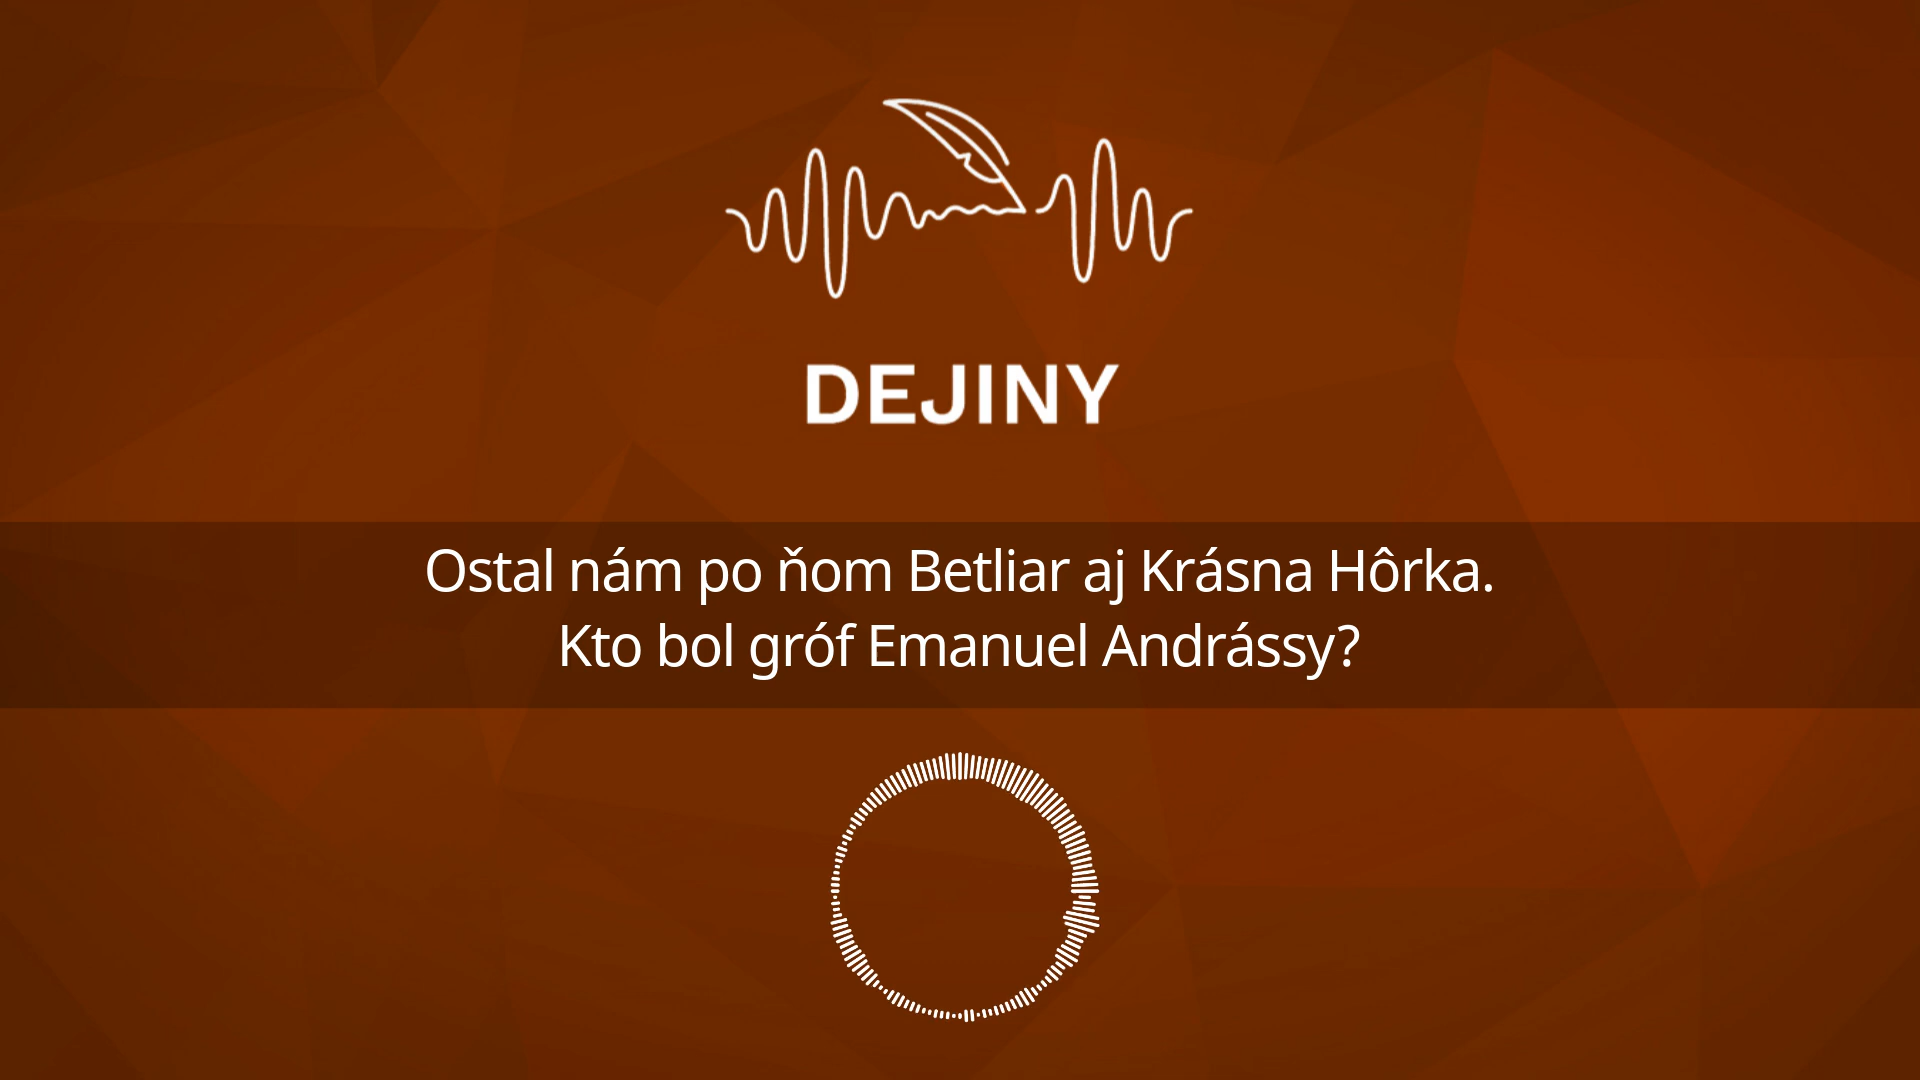 DEJINY
Ostal nám po ňom Betliar aj Krásna Hôrka.
Kto bol gróf Emanuel Andrássy?